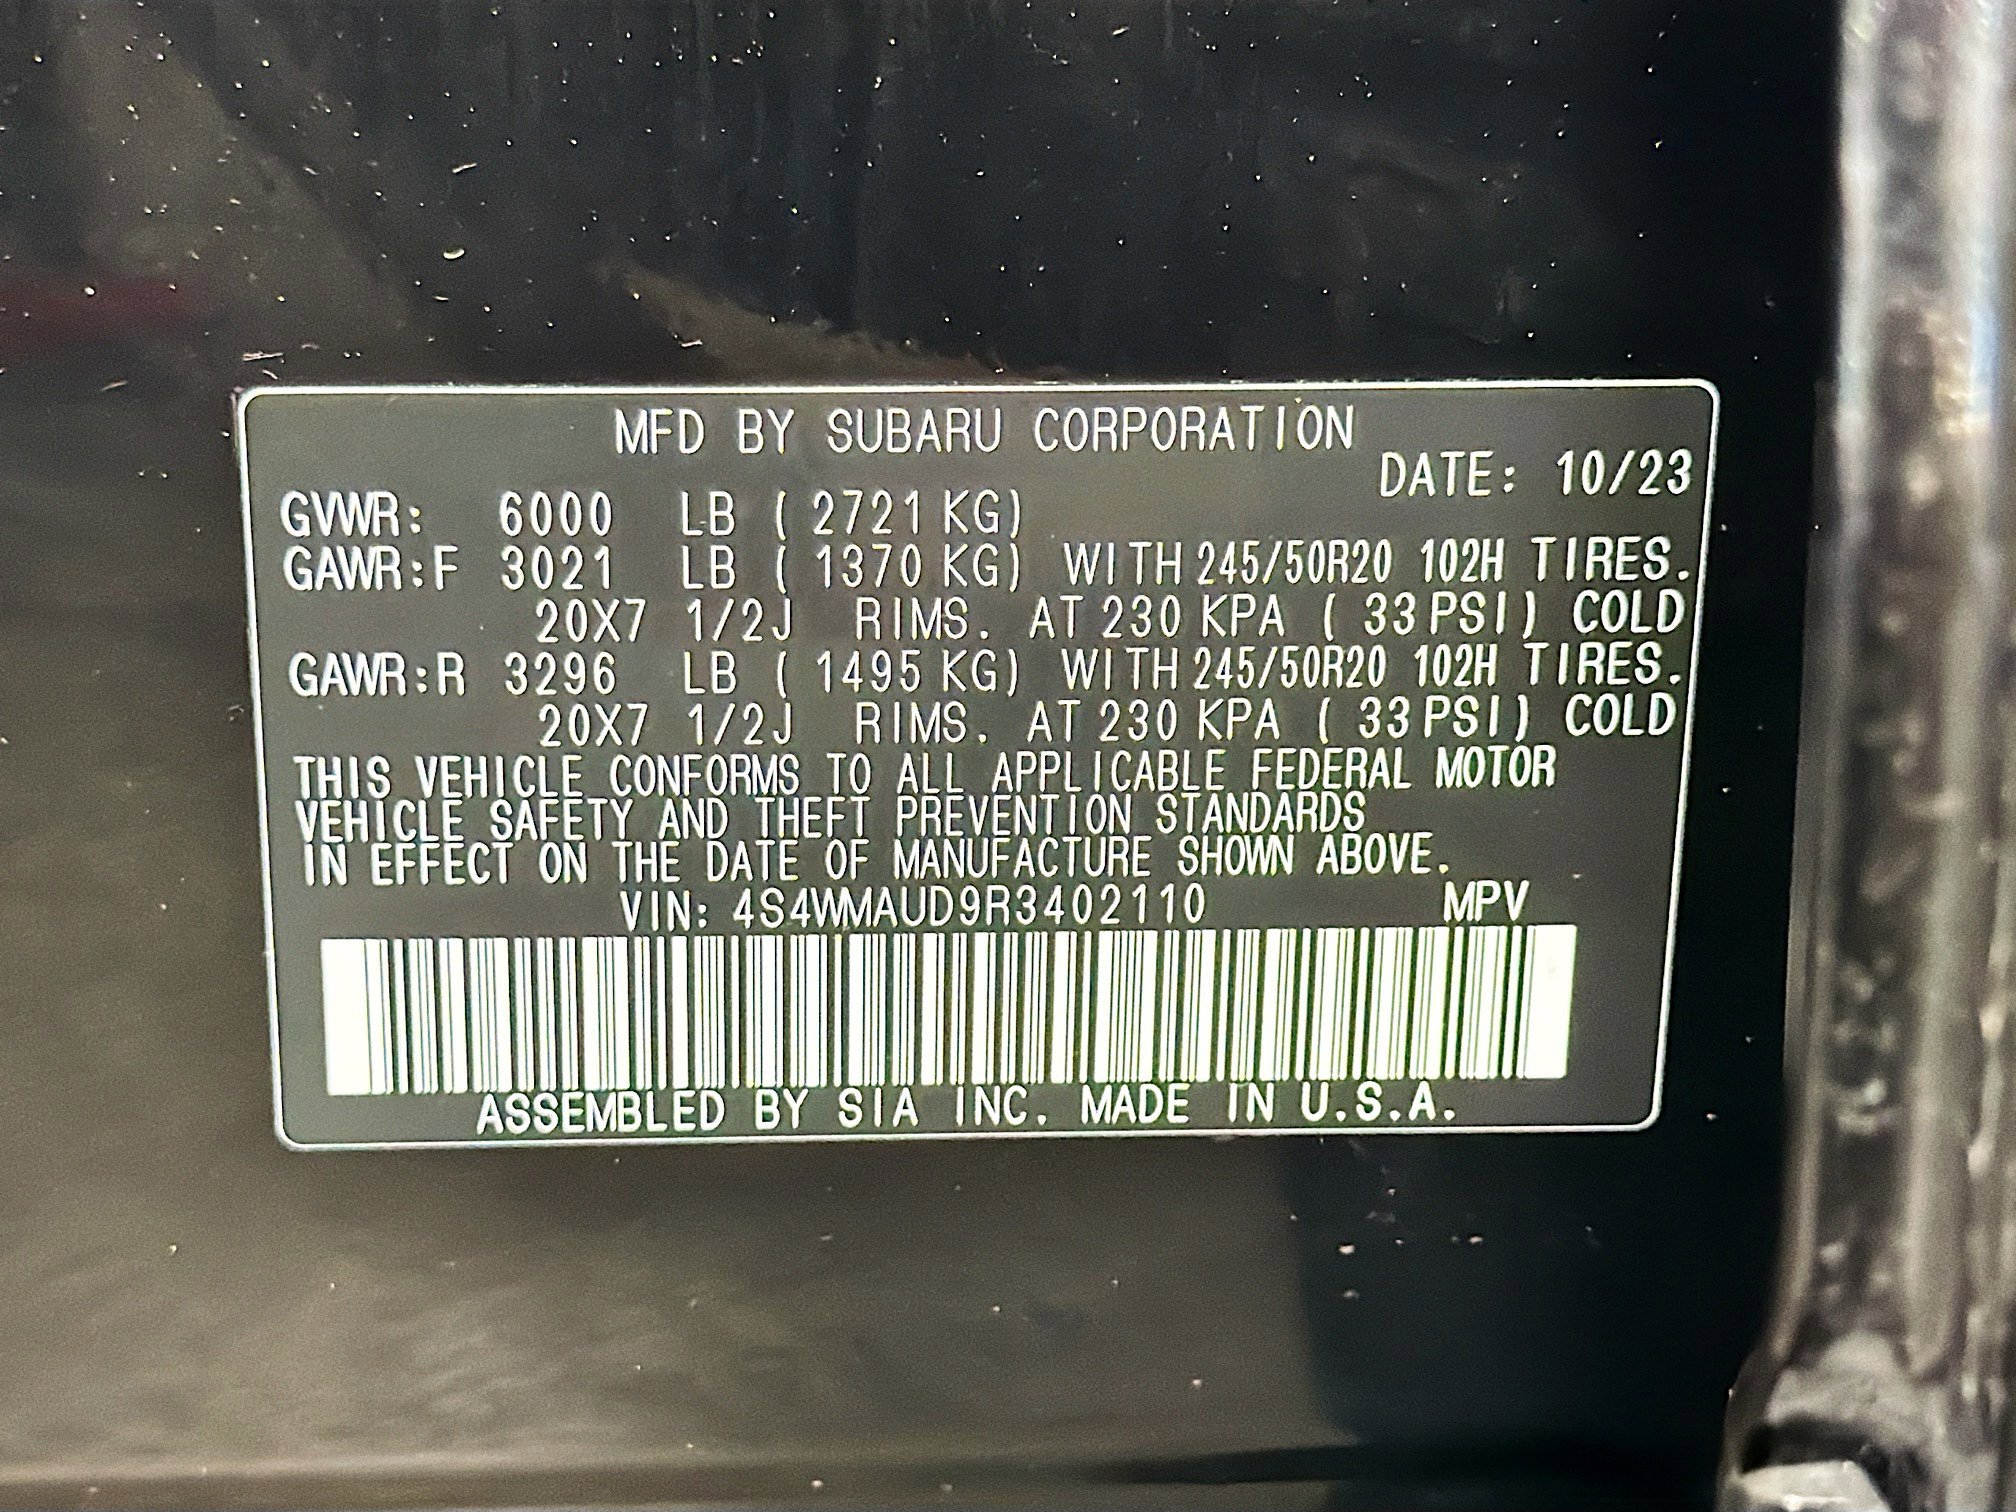 MFD BY SUBARU CORPORATION
DATE: 10/23
GVWR: 6000 LB ( 2721 KG)
GAWR:F 3021 LB ( 1370 KG) WITH 245/50R20 102H TIRES.
20X7 1/2J RIMS. AT 230 KPA ( 33 PSI) COLD
GAWR:R 3296 LB ( 1495 KG) WITH 245/50R20 102H TIRES.
20X7 1/2J RIMS. AT 230 KPA ( 33 PSI) COLD
THIS VEHICLE CONFORMS TO ALL APPLICABLE FEDERAL MOTOR
VEHICLE SAFETY AND THEFT PREVENTION STANDARDS
IN EFFECT ON THE DATE OF MANUFACTURE SHOWN ABOVE.
VIN: 4S4WMAUD9R3402110 MPV
ASSEMBLED BY SIA INC. MADE IN U.S.A.